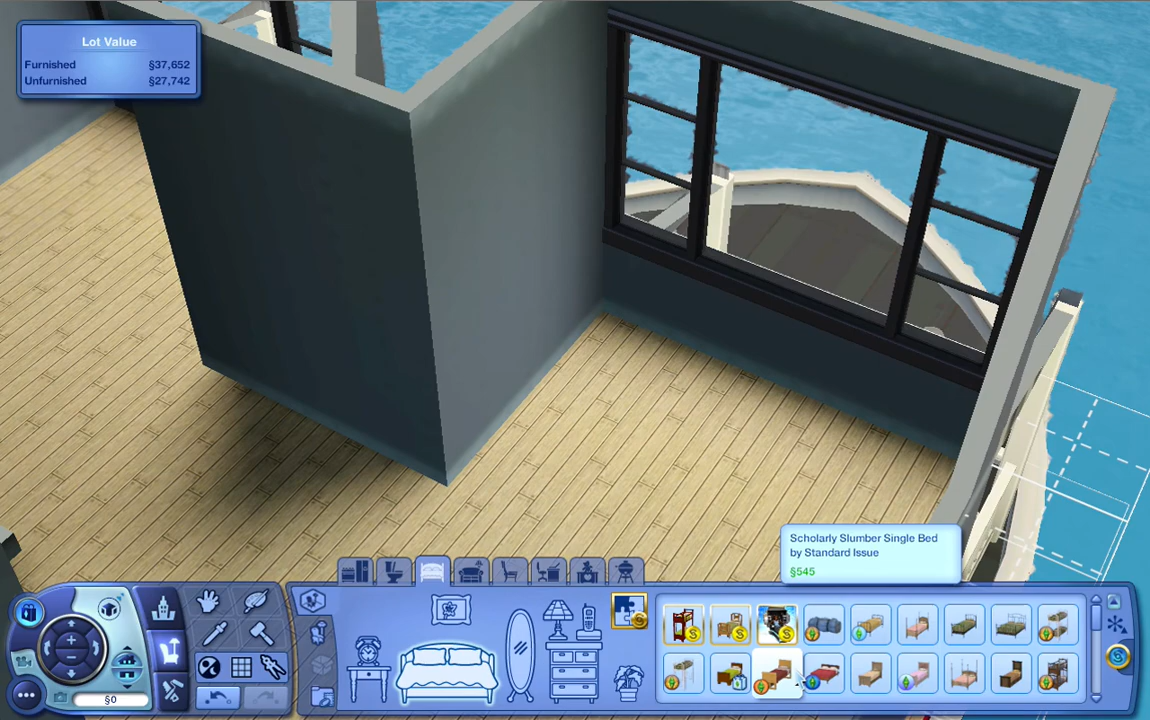 Lot Value
Furnished §37,652
Unfurnished §27,742
Scholarly Slumber Single Bed
by Standard Issue
§545
§0